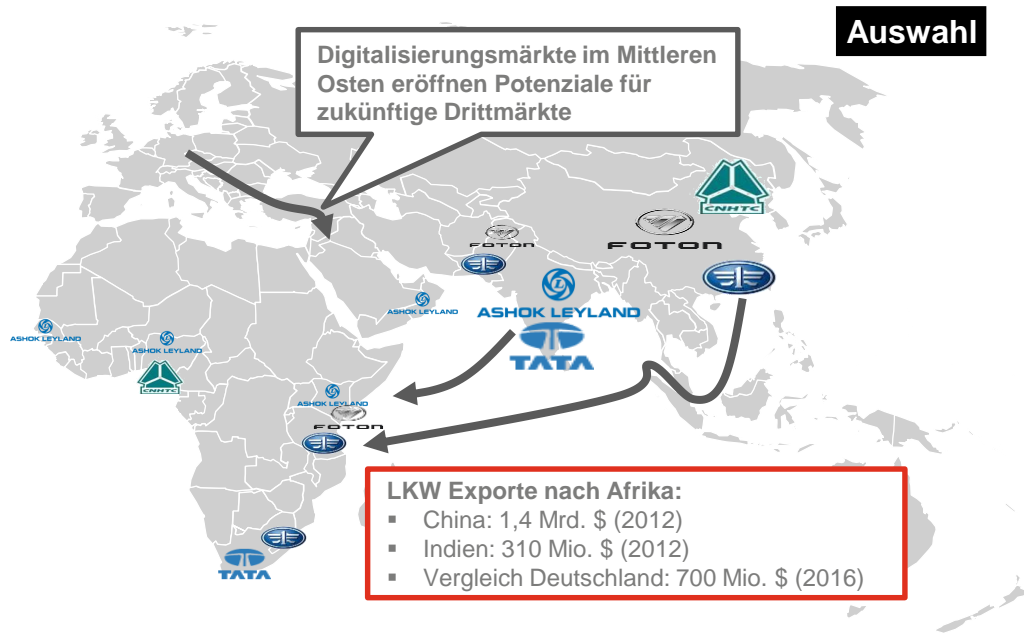 Auswahl
Digitalisierungsmärkte im Mittleren
Osten eröffnen Potenziale für
zukünftige Drittmärkte
CNHTC
FOTON
FOTON
ASHOK LEYLAND
ASHOK LEYLAND
TATA
ASHOK LEYLAND
ASHOK LEYLAND
CNHTC
ASHOK LEYLAND
FOTON
TATA
LKW Exporte nach Afrika:
▪ China: 1,4 Mrd. $ (2012)
▪ Indien: 310 Mio. $ (2012)
▪ Vergleich Deutschland: 700 Mio. $ (2016)